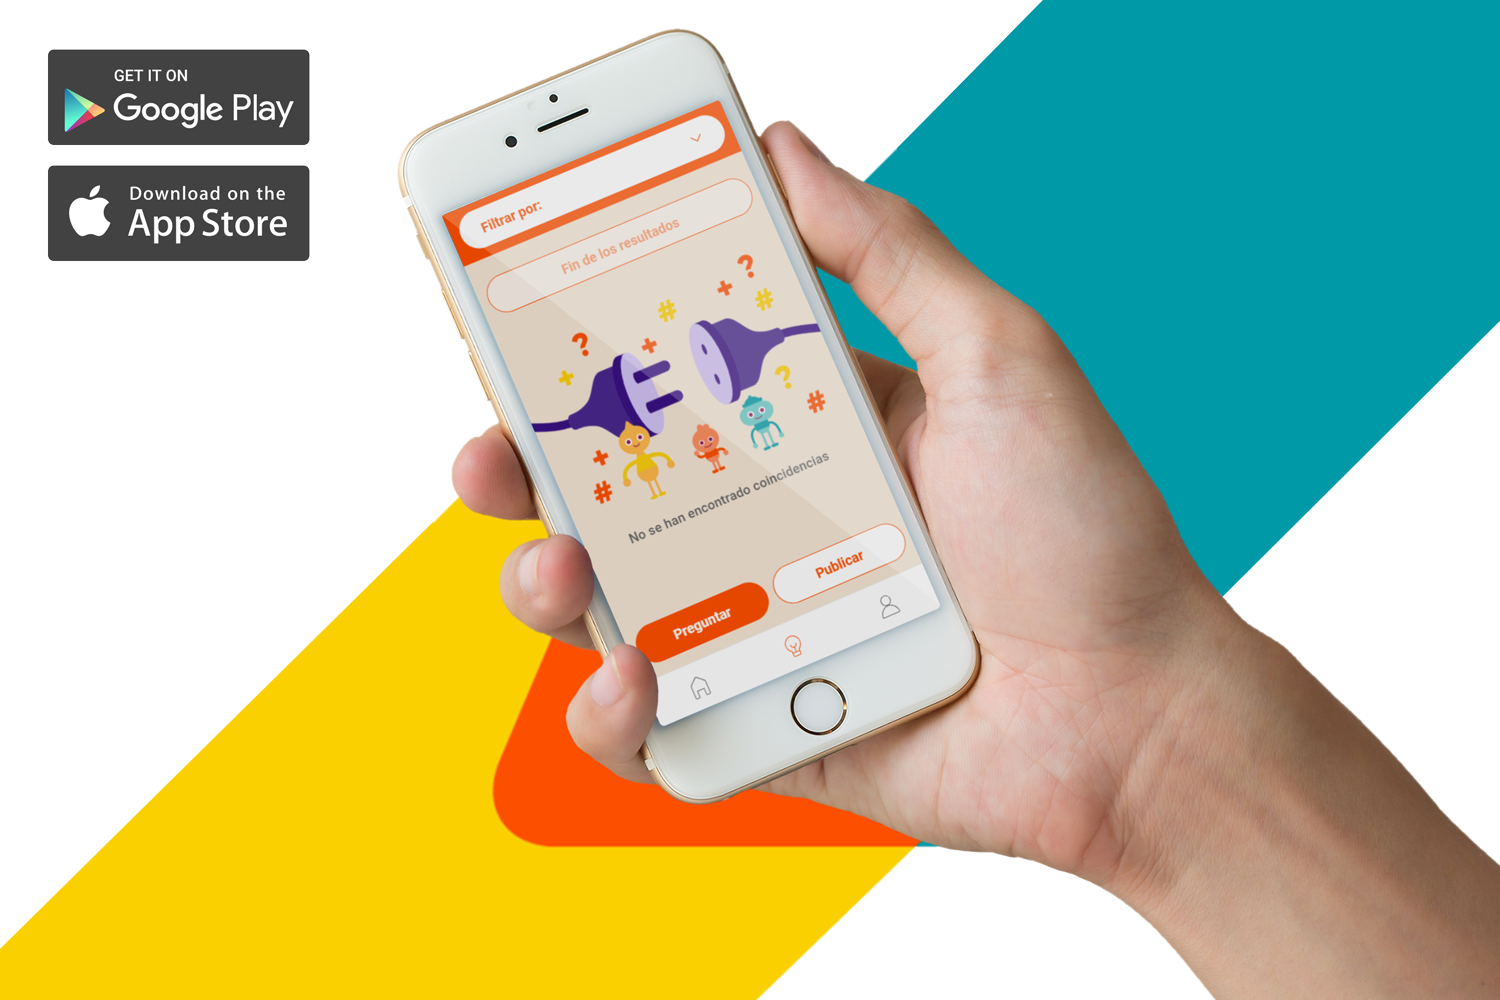 GET IT ON
Google Play
Download on the
App Store
Filtrar por:
Fin de los resultados
? + # ? + #
+ ? #
+ #
No se han encontrado coincidencias
Preguntar
Publicar